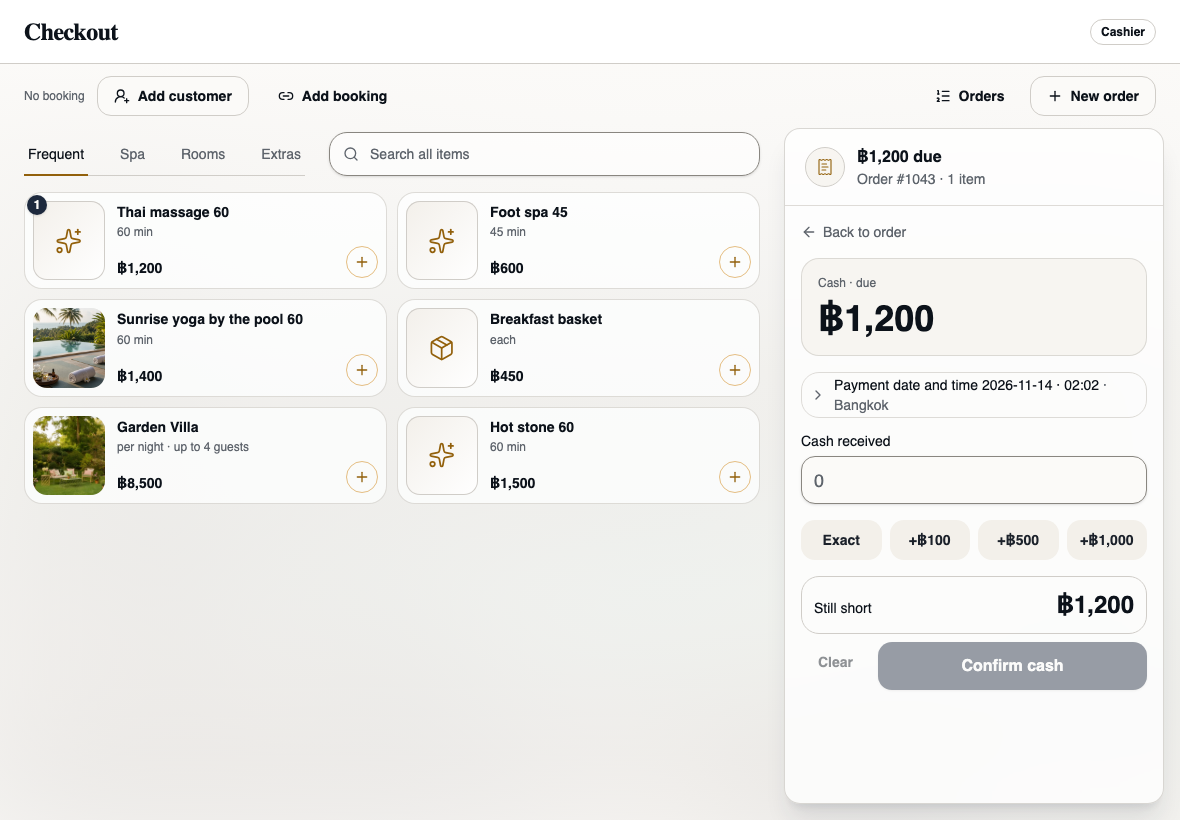 Checkout
Cashier
No booking
Add customer
Add booking
Orders
New order
Frequent
Spa
Rooms
Extras
Search all items
1
Thai massage 60
60 min
฿1,200
Foot spa 45
45 min
฿600
Sunrise yoga by the pool 60
60 min
฿1,400
Breakfast basket
each
฿450
Garden Villa
per night · up to 4 guests
฿8,500
Hot stone 60
60 min
฿1,500
฿1,200 due
Order #1043 · 1 item
Back to order
Cash · due
฿1,200
Payment date and time 2026-11-14 · 02:02 ·
Bangkok
Cash received
0
Exact
+฿100
+฿500
+฿1,000
Still short
฿1,200
Clear
Confirm cash